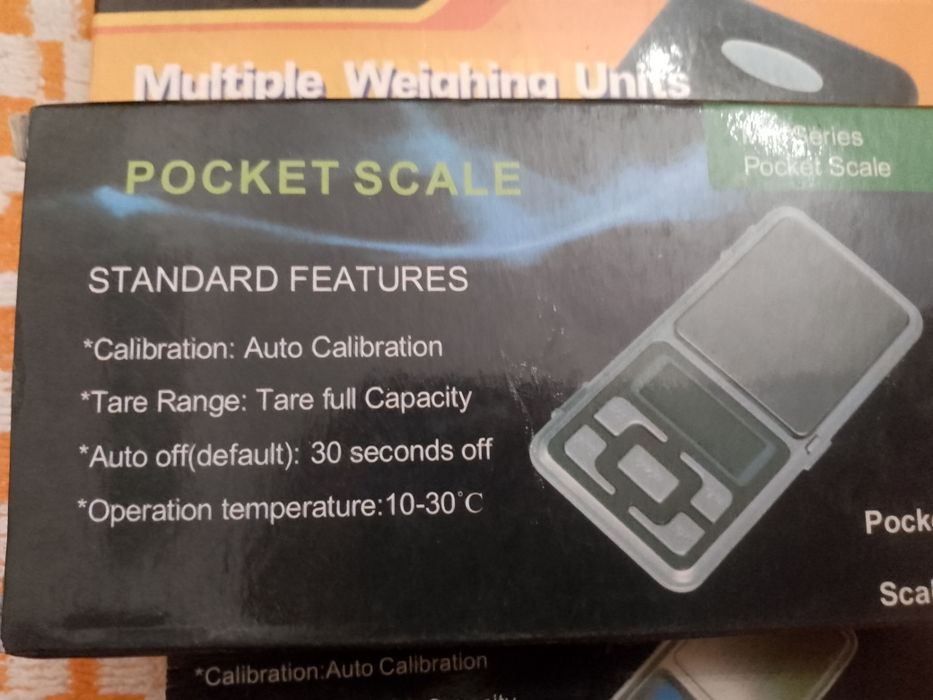 Multiple Weighing Units
Series
Pocket Scale
POCKET SCALE
STANDARD FEATURES
*Calibration: Auto Calibration
*Tare Range: Tare full Capacity
*Auto off(default): 30 seconds off
*Operation temperature:10-30°C
*Calibration:Auto Calibration